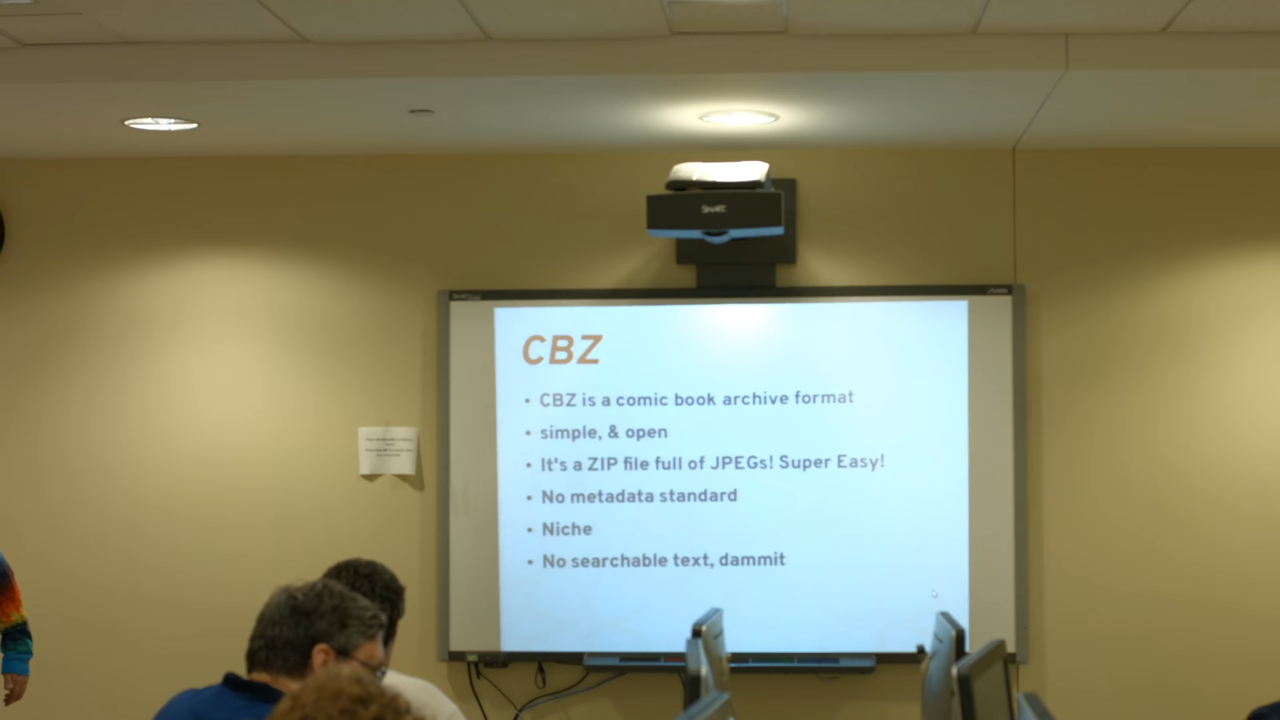 SMART
CBZ
• CBZ is a comic book archive format
• simple, & open
• It's a ZIP file full of JPEGs! Super Easy!
• No metadata standard
• Niche
• No searchable text, dammit